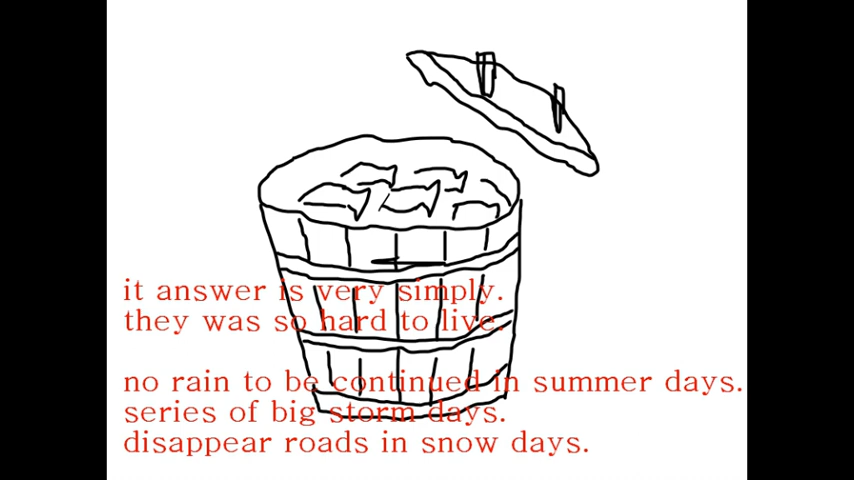 it answer is very simply.
they was so hard to live.
no rain to be continued in summer days.
series of big storm days.
disappear roads in snow days.